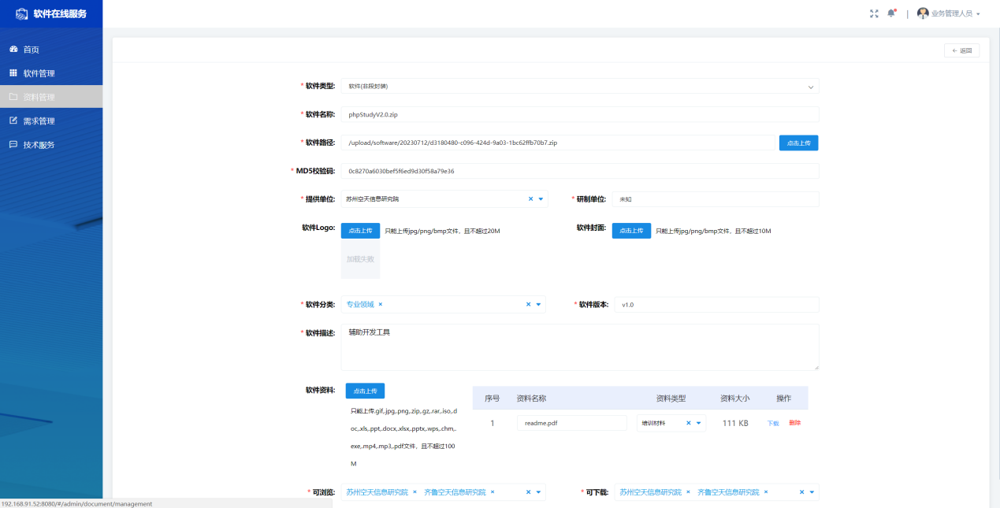 软件在线服务
业务管理人员
首页
软件管理
资料管理
需求管理
技术服务
返回
* 软件类型: 软件(非段封装)
* 软件名称: phpStudyV2.0.zip
* 软件路径: /upload/software/20230712/d3180480-c096-424d-9a03-1bc62ffb70b7.zip 点击上传
* MD5校验码: 0c8270a6030bef5f6ed9d30f58a79e36
* 提供单位: 苏州空天信息研究院 * 研制单位: 未知
软件Logo: 点击上传 只能上传jpg/png/bmp文件，且不超过20M 软件封面: 点击上传 只能上传jpg/png/bmp文件，且不超过10M
加载失败
* 软件分类: 专业领域 × * 软件版本: v1.0
* 软件描述: 辅助开发工具
软件资料: 点击上传
只能上传.gif,.jpg,.png,.zip,.gz,.rar,.iso,.d
oc,.xls,.ppt,.docx,.xlsx,.pptx,.wps,.chm,.
exe,.mp4,.mp3,.pdf文件，且不超过100
M
序号 资料名称 资料类型 资料大小 操作
1 readme.pdf 培训材料 111 KB 下载 删除
* 可浏览: 苏州空天信息研究院 × 齐鲁空天信息研究院 × * 可下载: 苏州空天信息研究院 × 齐鲁空天信息研究院 ×
192.168.91.52:8080/#/admin/document/management